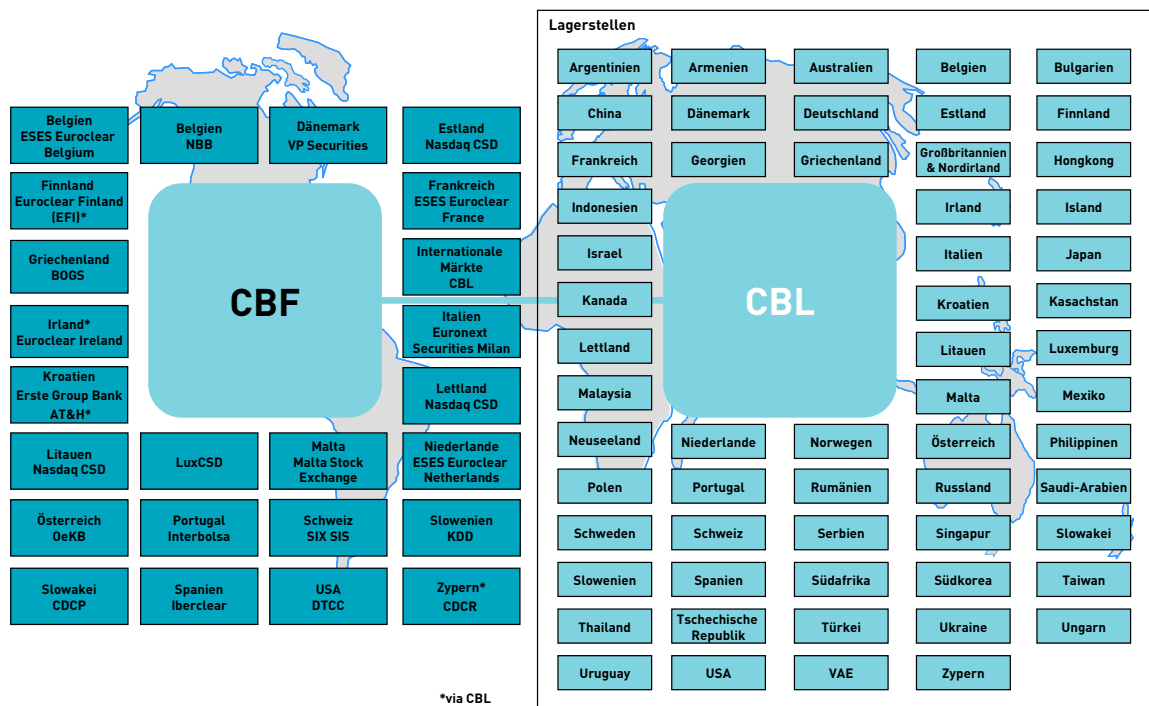 Lagerstellen
Belgien
ESES Euroclear
Belgium
Belgien
NBB
Dänemark
VP Securities
Estland
Nasdaq CSD
Finnland
Euroclear Finland
(EFI)*
Frankreich
ESES Euroclear
France
Griechenland
BOGS
Internationale
Märkte
CBL
Irland*
Euroclear Ireland
Italien
Euronext
Securities Milan
Kroatien
Erste Group Bank
AT&H*
Lettland
Nasdaq CSD
CBF
Litauen
Nasdaq CSD
LuxCSD
Malta
Malta Stock
Exchange
Niederlande
ESES Euroclear
Netherlands
Österreich
OeKB
Portugal
Interbolsa
Schweiz
SIX SIS
Slowenien
KDD
Slowakei
CDCP
Spanien
Iberclear
USA
DTCC
Zypern*
CDCR
*via CBL
Argentinien
Armenien
Australien
Belgien
Bulgarien
China
Dänemark
Deutschland
Estland
Finnland
Frankreich
Georgien
Griechenland
Großbritannien
& Nordirland
Hongkong
Indonesien
Irland
Island
Israel
Italien
Japan
CBL
Kanada
Kroatien
Kasachstan
Lettland
Litauen
Luxemburg
Malaysia
Malta
Mexiko
Neuseeland
Niederlande
Norwegen
Österreich
Philippinen
Polen
Portugal
Rumänien
Russland
Saudi-Arabien
Schweden
Schweiz
Serbien
Singapur
Slowakei
Slowenien
Spanien
Südafrika
Südkorea
Taiwan
Thailand
Tschechische
Republik
Türkei
Ukraine
Ungarn
Uruguay
USA
VAE
Zypern